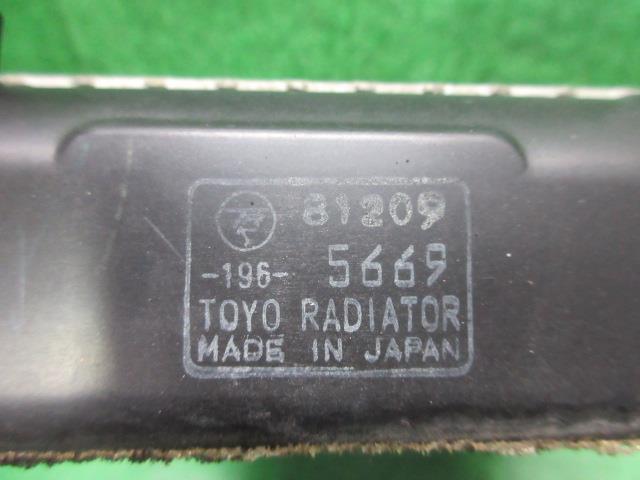 81209
-196- 5669
TOYO RADIATOR
MADE IN JAPAN